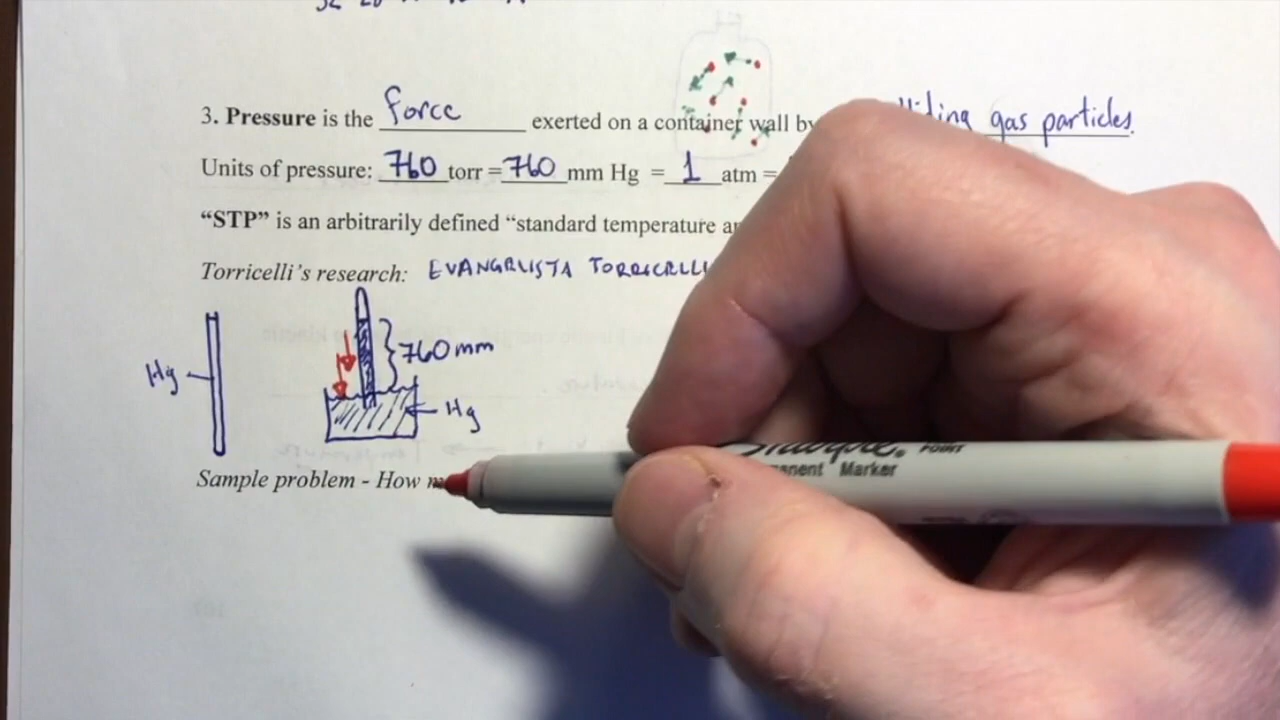 3. Pressure is the force exerted on a container wall by gas particles.
Units of pressure: 760 torr = 760 mm Hg = 1 atm =
“STP” is an arbitrarily defined “standard temperature
Torricelli’s research: EVANGELISTA TORRICELLI
Hg
760 mm
Hg
Sample problem - How
Sharpie.
Marker